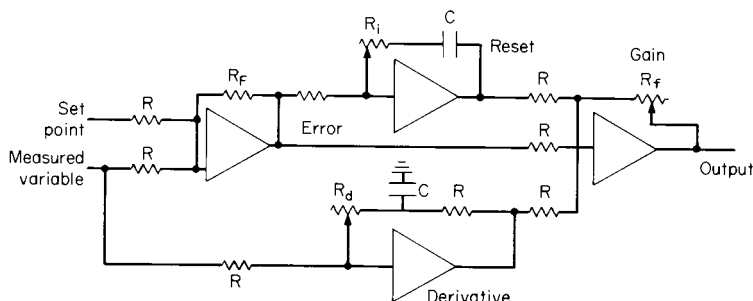 R_i
C
Reset
Gain
R_F
R
R_f
Set
point
R
Error
Measured
variable
R
R
Output
R_d
C
R
R
R
Derivative